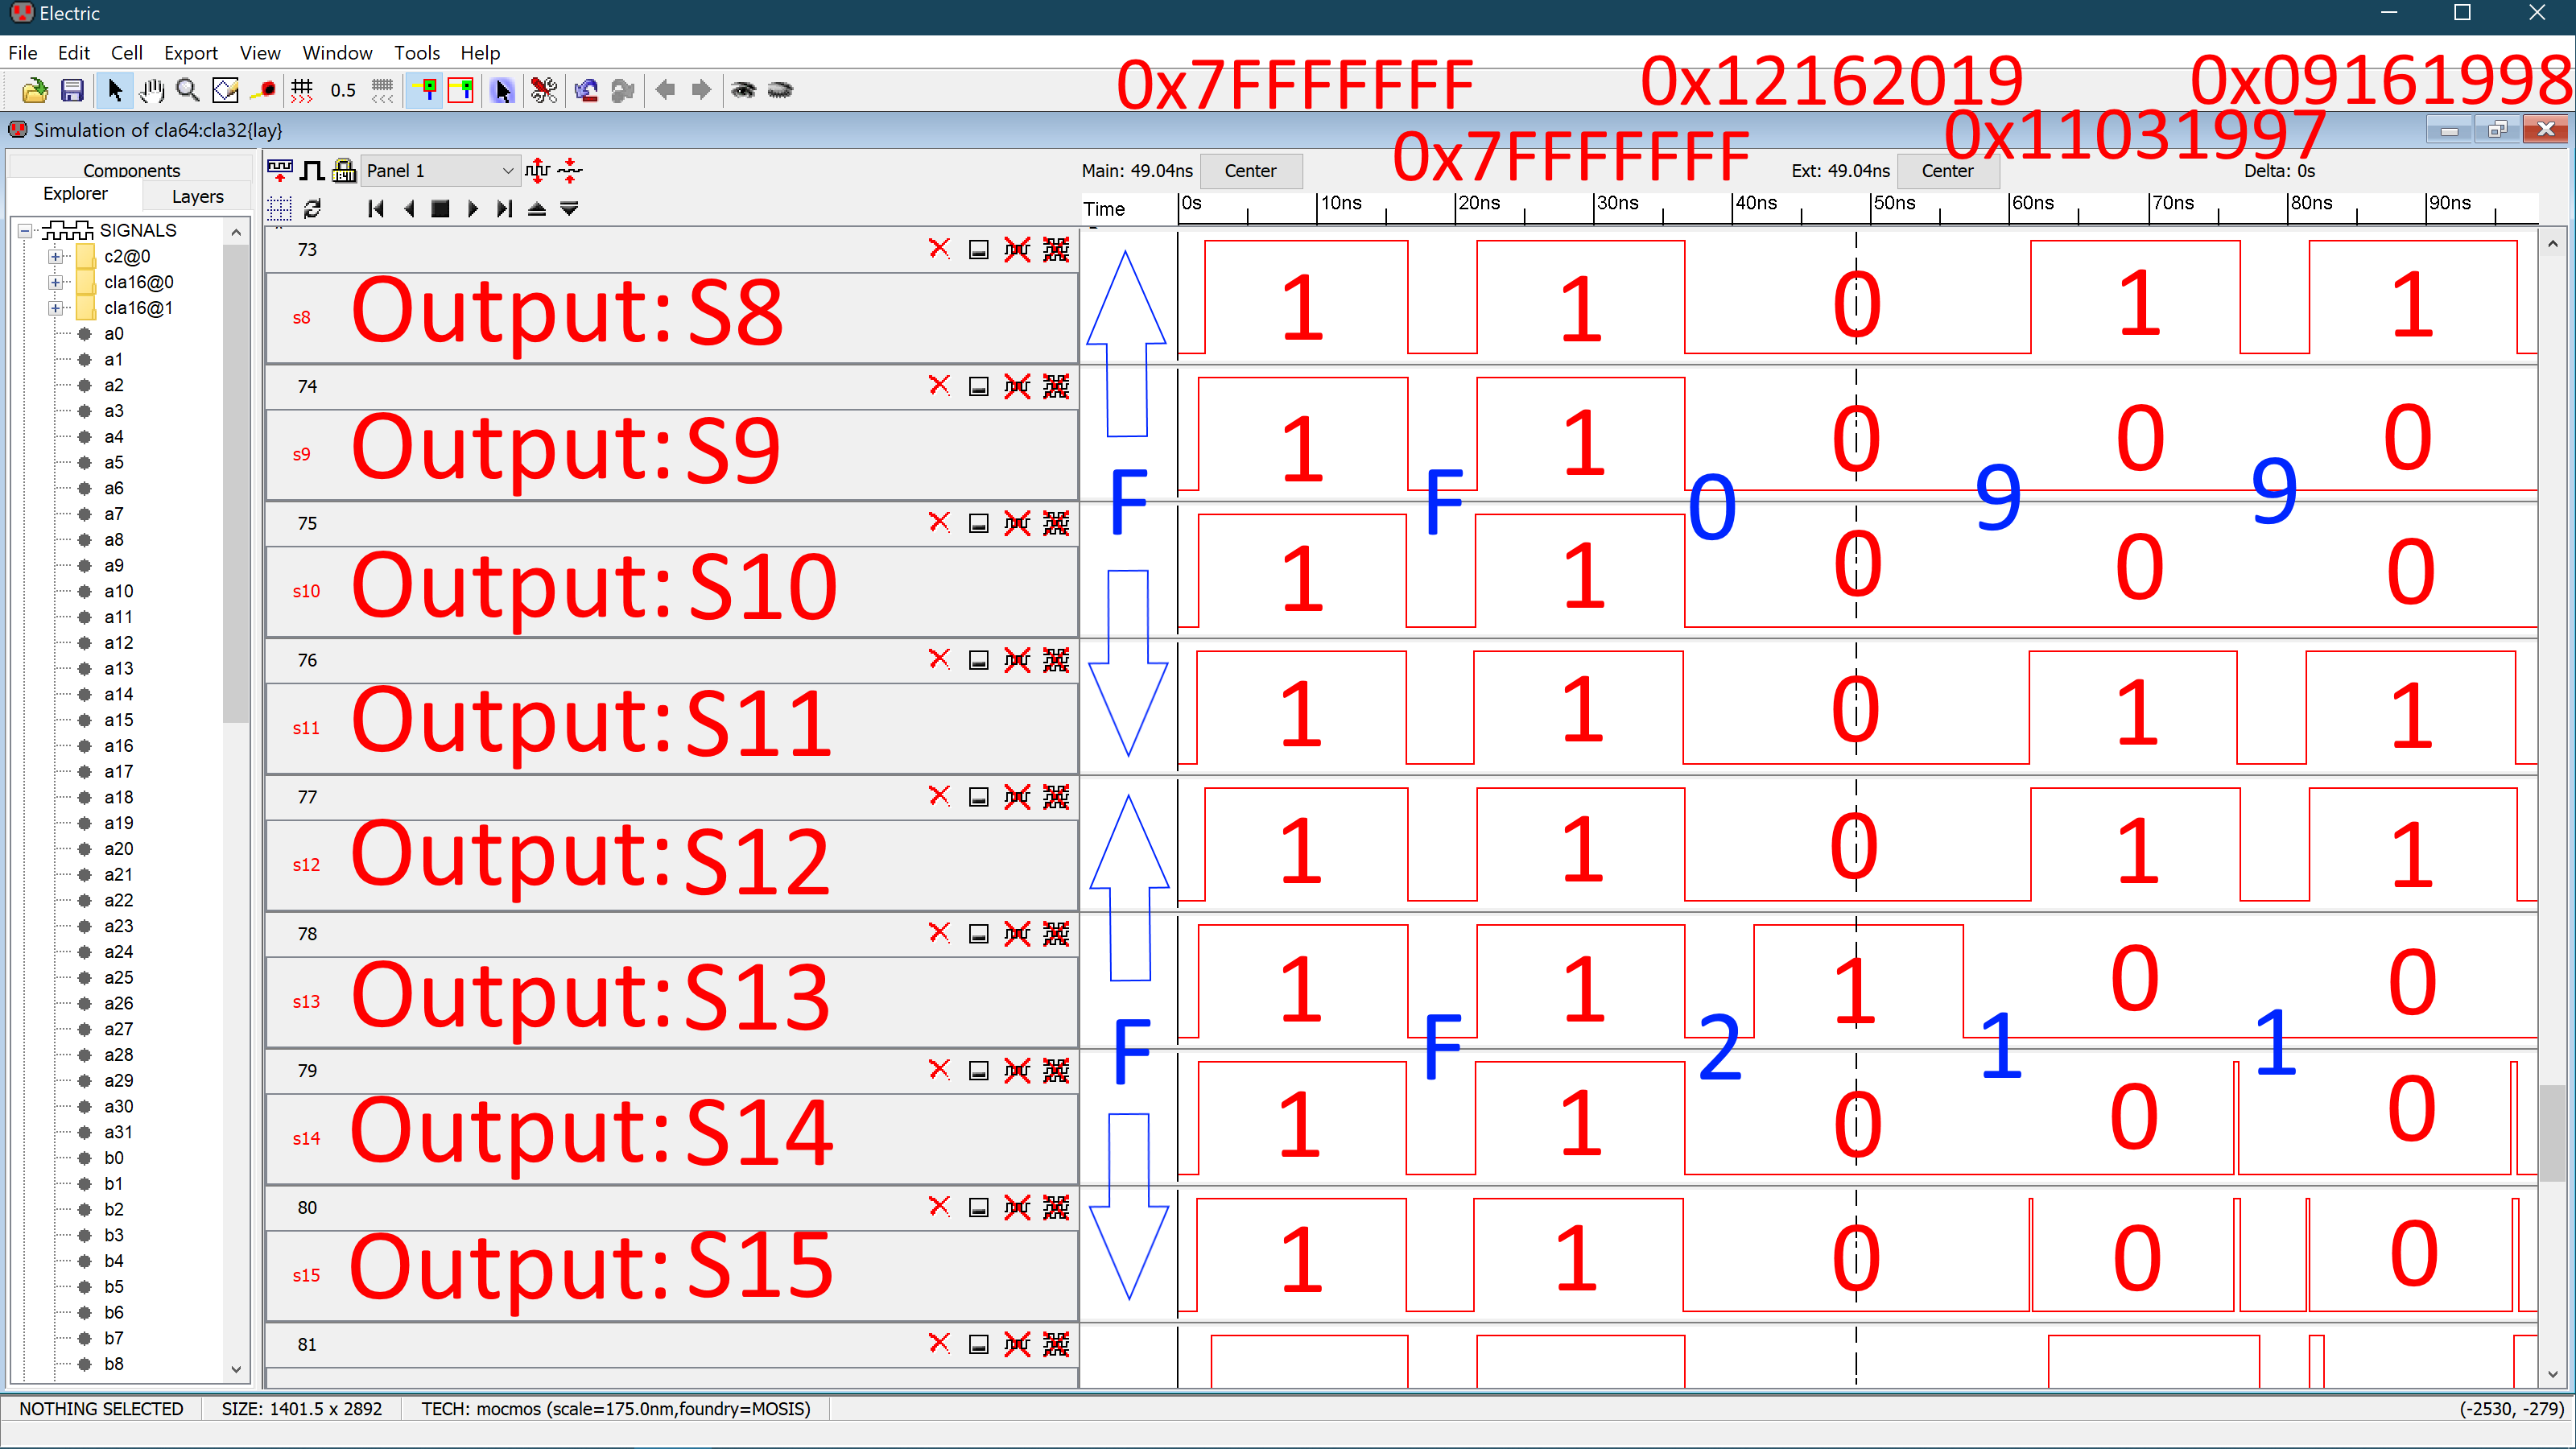 Electric
File Edit Cell Export View Window Tools Help
0x7FFFFFFF 0x12162019 0x09161998
0.5
0x7FFFFFFF 0x11031997
Simulation of cla64:cla32{lay}
Components
Explorer Layers
Panel 1
Main: 49.04ns Center Ext: 49.04ns Center Delta: 0s
Time 0s 10ns 20ns 30ns 40ns 50ns 60ns 70ns 80ns 90ns
SIGNALS
c2@0
cla16@0
cla16@1
a0
a1
a2
a3
a4
a5
a6
a7
a8
a9
a10
a11
a12
a13
a14
a15
a16
a17
a18
a19
a20
a21
a22
a23
a24
a25
a26
a27
a28
a29
a30
a31
b0
b1
b2
b3
b4
b5
b6
b7
b8
73
s8 Output: S8 1 1 0 1 1
74
s9 Output: S9 1 1 0 0 0
F F 0 9 9
75
s10 Output: S10 1 1 0 0 0
76
s11 Output: S11 1 1 0 1 1
77
s12 Output: S12 1 1 0 1 1
78
s13 Output: S13 1 1 1 0 0
F F 2 1 1
79
s14 Output: S14 1 1 0 0 0
80
s15 Output: S15 1 1 0 0 0
81
NOTHING SELECTED SIZE: 1401.5 x 2892 TECH: mocmos (scale=175.0nm,foundry=MOSIS) (-2530, -279)